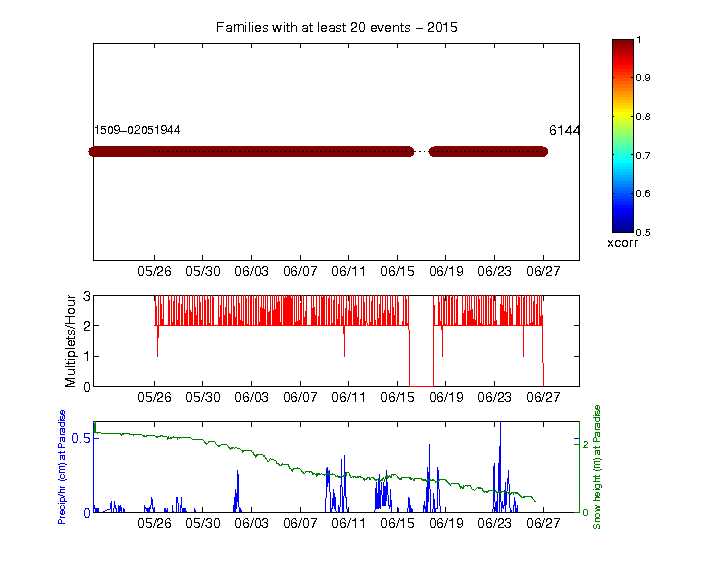 Families with at least 20 events – 2015
1509–02051944
6144
05/26 05/30 06/03 06/07 06/11 06/15 06/19 06/23 06/27
1
0.9
0.8
0.7
0.6
0.5
xcorr
Multiplets/Hour
3
2
1
0
05/26 05/30 06/03 06/07 06/11 06/15 06/19 06/23 06/27
Precip/hr (cm) at Paradise
0.5
0
2
0
Snow height (m) at Paradise
05/26 05/30 06/03 06/07 06/11 06/15 06/19 06/23 06/27